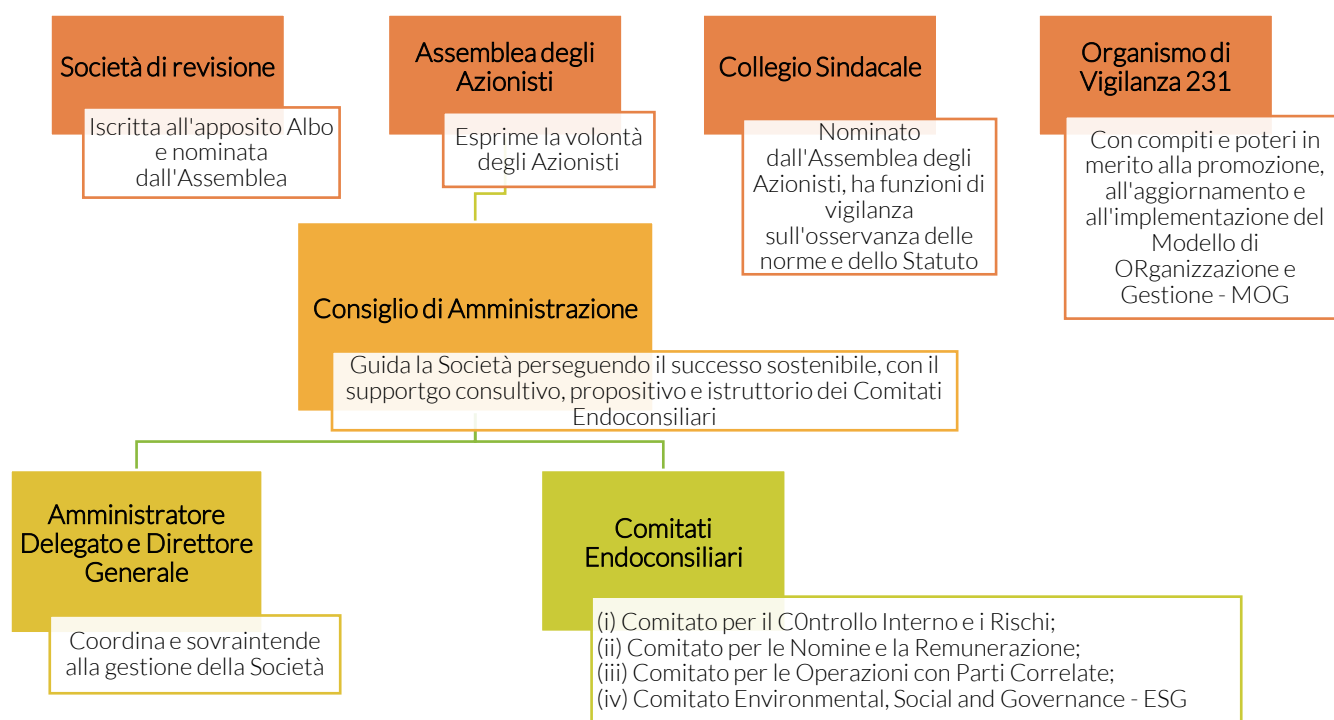 Società di revisione
Iscritta all'apposito Albo
e nominata
dall'Assemblea
Assemblea degli
Azionisti
Esprime la volontà
degli Azionisti
Collegio Sindacale
Nominato
dall'Assemblea degli
Azionisti, ha funzioni di
vigilanza
sull'osservanza delle
norme e dello Statuto
Organismo di
Vigilanza 231
Con compiti e poteri in
merito alla promozione,
all'aggiornamento e
all'implementazione del
Modello di
ORganizzazione e
Gestione - MOG
Consiglio di Amministrazione
Guida la Società perseguendo il successo sostenibile, con il
supportgo consultivo, propositivo e istruttorio dei Comitati
Endoconsiliari
Amministratore
Delegato e Direttore
Generale
Coordina e sovraintende
alla gestione della Società
Comitati
Endoconsiliari
(i) Comitato per il C0ntrollo Interno e i Rischi;
(ii) Comitato per le Nomine e la Remunerazione;
(iii) Comitato per le Operazioni con Parti Correlate;
(iv) Comitato Environmental, Social and Governance - ESG